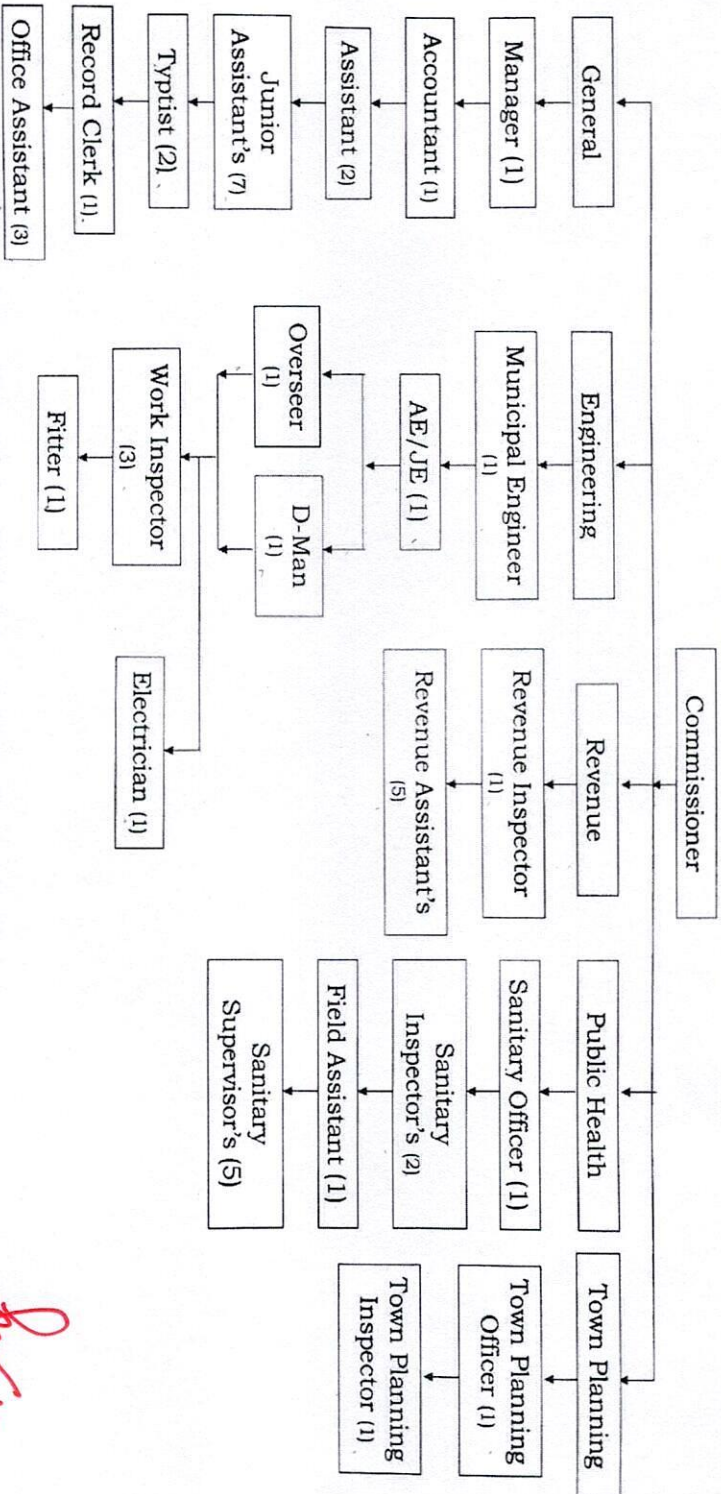 Commissioner
General
Engineering
Revenue
Public Health
Town Planning
Manager (1)
Municipal Engineer
(1)
Revenue Inspector
(1)
Sanitary Officer (1)
Town Planning
Officer (1)
Accountant (1)
AE/JE (1)
Revenue Assistant's
(5)
Sanitary
Inspector's (2)
Town Planning
Inspector (1)
Assistant (2)
Overseer
(1)
D-Man
(1)
Field Assistant (1)
Junior
Assistant's (7)
Work Inspector
(3)
Electrician (1)
Sanitary
Supervisor's (5)
Typtist (2)
Fitter (1)
Record Clerk (1)
Office Assistant (3)